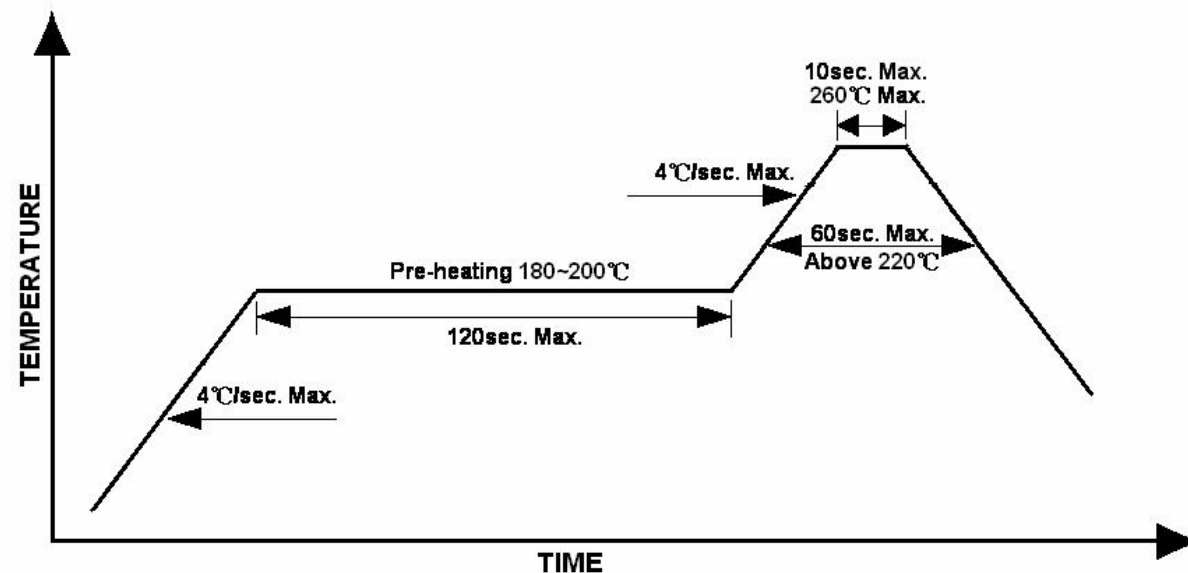 TEMPERATURE
10sec. Max.
260℃ Max.
4℃/sec. Max.
60sec. Max.
Above 220℃
Pre-heating 180~200℃
120sec. Max.
4℃/sec. Max.
TIME